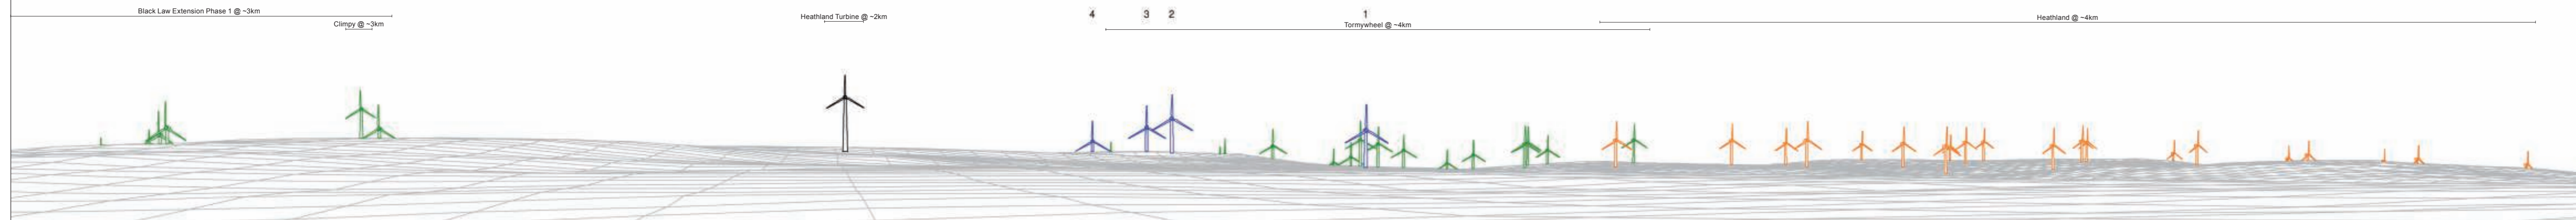 Black Law Extension Phase 1 @ ~3km
Climpy @ ~3km
Heathland Turbine @ ~2km
4
3
2
1
Tormywheel @ ~4km
Heathland @ ~4km